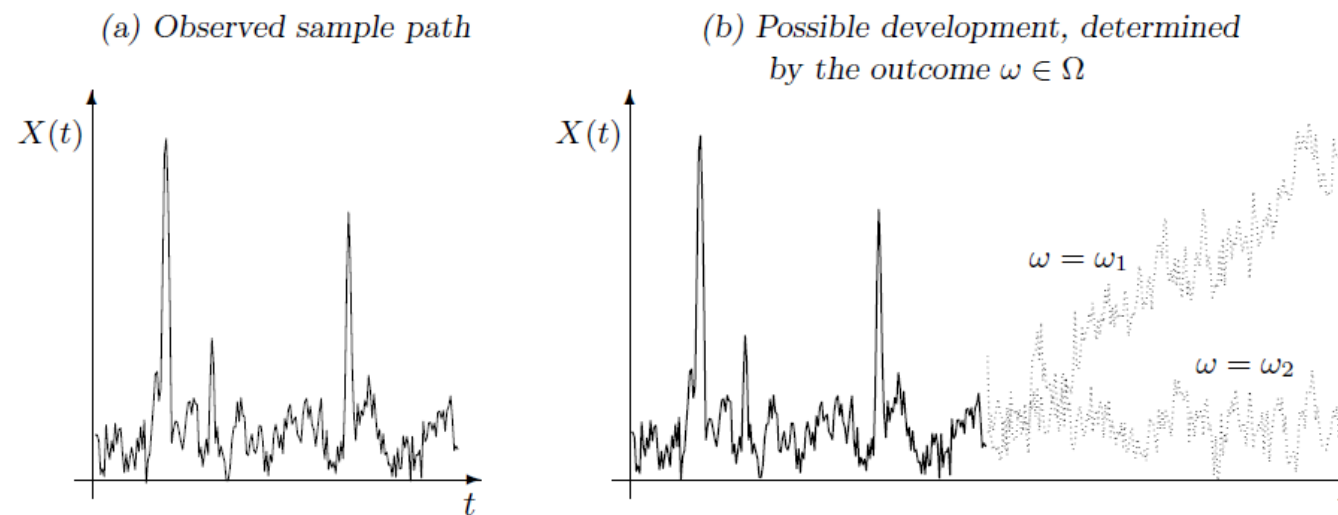 (a) Observed sample path
X(t)
t
(b) Possible development, determined
by the outcome ω ∈ Ω
X(t)
ω = ω₁
ω = ω₂